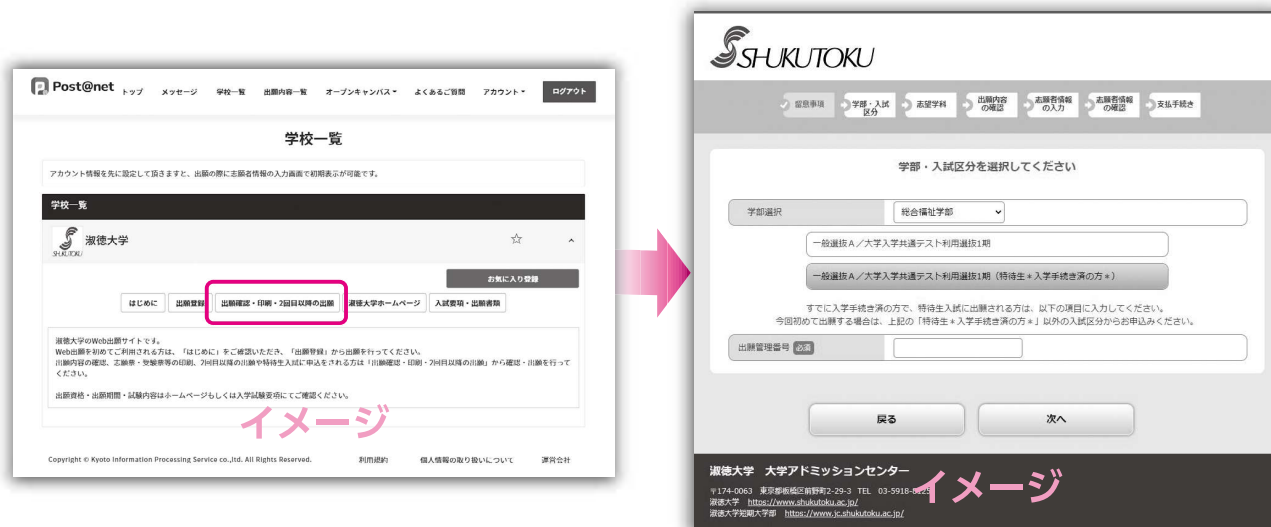 Post@net
トップ メッセージ 学校一覧 出願内容一覧 オープンキャンパス よくあるご質問 アカウント ログアウト
学校一覧
アカウント情報を先に設定して頂きますと、出願の際に志願者情報の入力画面で初期表示が可能です。
学校一覧
SHUKUTOKU
淑徳大学
お気に入り登録
はじめに 出願登録 出願確認・印刷・2回目以降の出願 淑徳大学ホームページ 入試要項・出願書類
淑徳大学のWeb出願サイトです。
Web出願を初めてご利用される方は、「はじめに」をご確認いただき、「出願登録」から出願を行ってください。
出願内容の確認、志願票・受験票等の印刷、2回目以降の出願や特待生入試に申込をされる方は「出願確認・印刷・2回目以降の出願」から確認・出願を行って
ください。
出願資格・出願期間・試験内容はホームページもしくは入学試験要項にてご確認ください。
イメージ
Copyright © Kyoto Information Processing Service co.,ltd. All Rights Reserved. 利用規約 個人情報の取り扱いについて 運営会社
SHUKUTOKU
留意事項 学部・入試区分 志望学科 出願内容の確認 志願者情報の入力 志願者情報の確認 支払手続き
学部・入試区分を選択してください
学部選択 総合福祉学部
一般選抜A／大学入学共通テスト利用選抜1期
一般選抜A／大学入学共通テスト利用選抜1期（特待生＊入学手続き済の方＊）
すでに入学手続き済の方で、特待生入試に出願される方は、以下の項目に入力してください。
今回初めて出願する場合は、上記の「特待生＊入学手続き済の方＊」以外の入試区分からお申込みください。
出願管理番号 必須
戻る 次へ
淑徳大学 大学アドミッションセンター
〒174-0063 東京都板橋区前野町2-29-3 TEL 03-5918-
淑徳大学 https://www.shukutoku.ac.jp/
淑徳大学短期大学部 https://www.jc.shukutoku.ac.jp/
イメージ